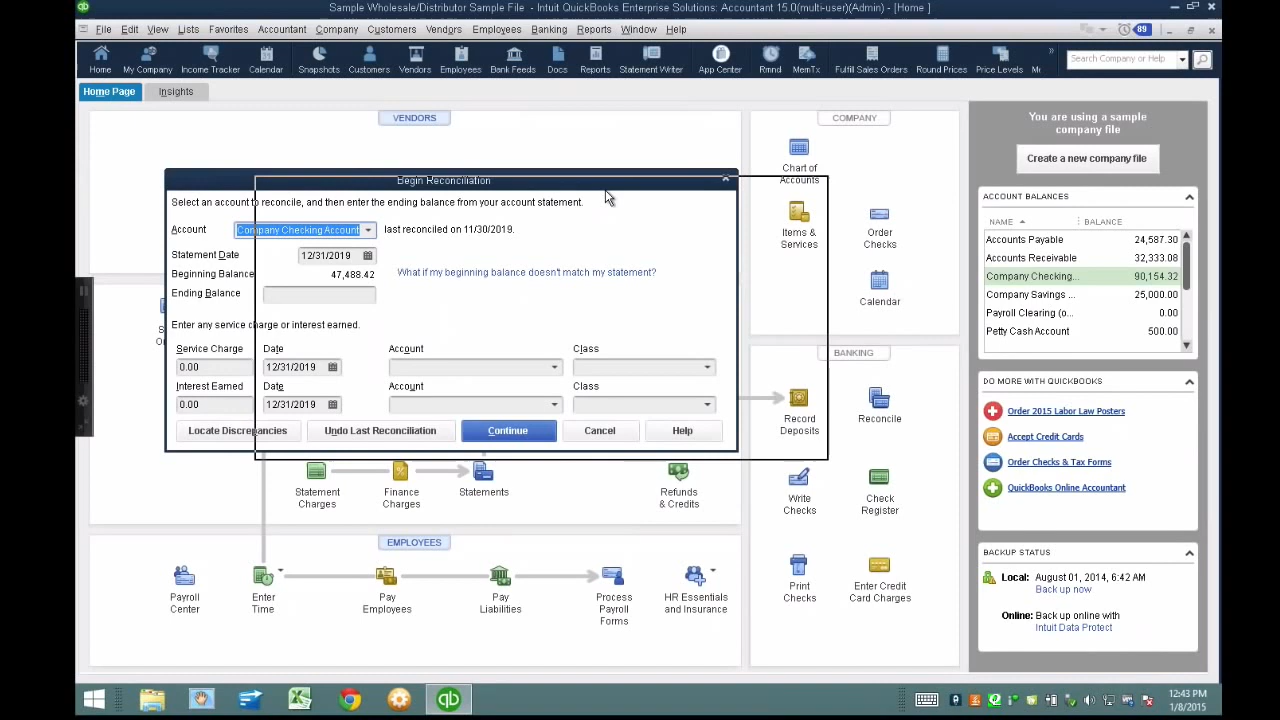 Sample Wholesale/Distributor Sample File - Intuit QuickBooks Enterprise Solutions: Accountant 15.0(multi-user)(Admin) - [Home ]
File Edit View Lists Favorites Accountant Company Customers Vendors Employees Banking Reports Window Help
89
Home My Company Income Tracker Calendar Snapshots Customers Vendors Employees Bank Feeds Docs Reports Statement Writer App Center Rmnd MemTx Fulfill Sales Orders Round Prices Price Levels
Search Company or Help
Home Page Insights
VENDORS
COMPANY
Chart of
Accounts
Items &
Services
Order
Checks
Calendar
Begin Reconciliation
Select an account to reconcile, and then enter the ending balance from your account statement.
Account Company Checking Account last reconciled on 11/30/2019.
Statement Date 12/31/2019
Beginning Balance 47,488.42 What if my beginning balance doesn't match my statement?
Ending Balance
Enter any service charge or interest earned.
Service Charge Date Account Class
0.00 12/31/2019
Interest Earned Date Account Class
0.00 12/31/2019
Locate Discrepancies Undo Last Reconciliation Continue Cancel Help
Statement
Charges
Finance
Charges
Statements
Refunds
& Credits
BANKING
Record
Deposits
Reconcile
Write
Checks
Check
Register
Print
Checks
Enter Credit
Card Charges
EMPLOYEES
Payroll
Center
Enter
Time
Pay
Employees
Pay
Liabilities
Process
Payroll
Forms
HR Essentials
and Insurance
You are using a sample
company file
Create a new company file
ACCOUNT BALANCES
NAME BALANCE
Accounts Payable 24,587.30
Accounts Receivable 32,333.08
Company Checking... 90,154.32
Company Savings ... 25,000.00
Payroll Clearing (o... 0.00
Petty Cash Account 500.00
DO MORE WITH QUICKBOOKS
Order 2015 Labor Law Posters
Accept Credit Cards
Order Checks & Tax Forms
QuickBooks Online Accountant
BACKUP STATUS
Local: August 01, 2014, 6:42 AM
Back up now
Online: Back up online with
Intuit Data Protect
qb
12:43 PM
1/8/2015